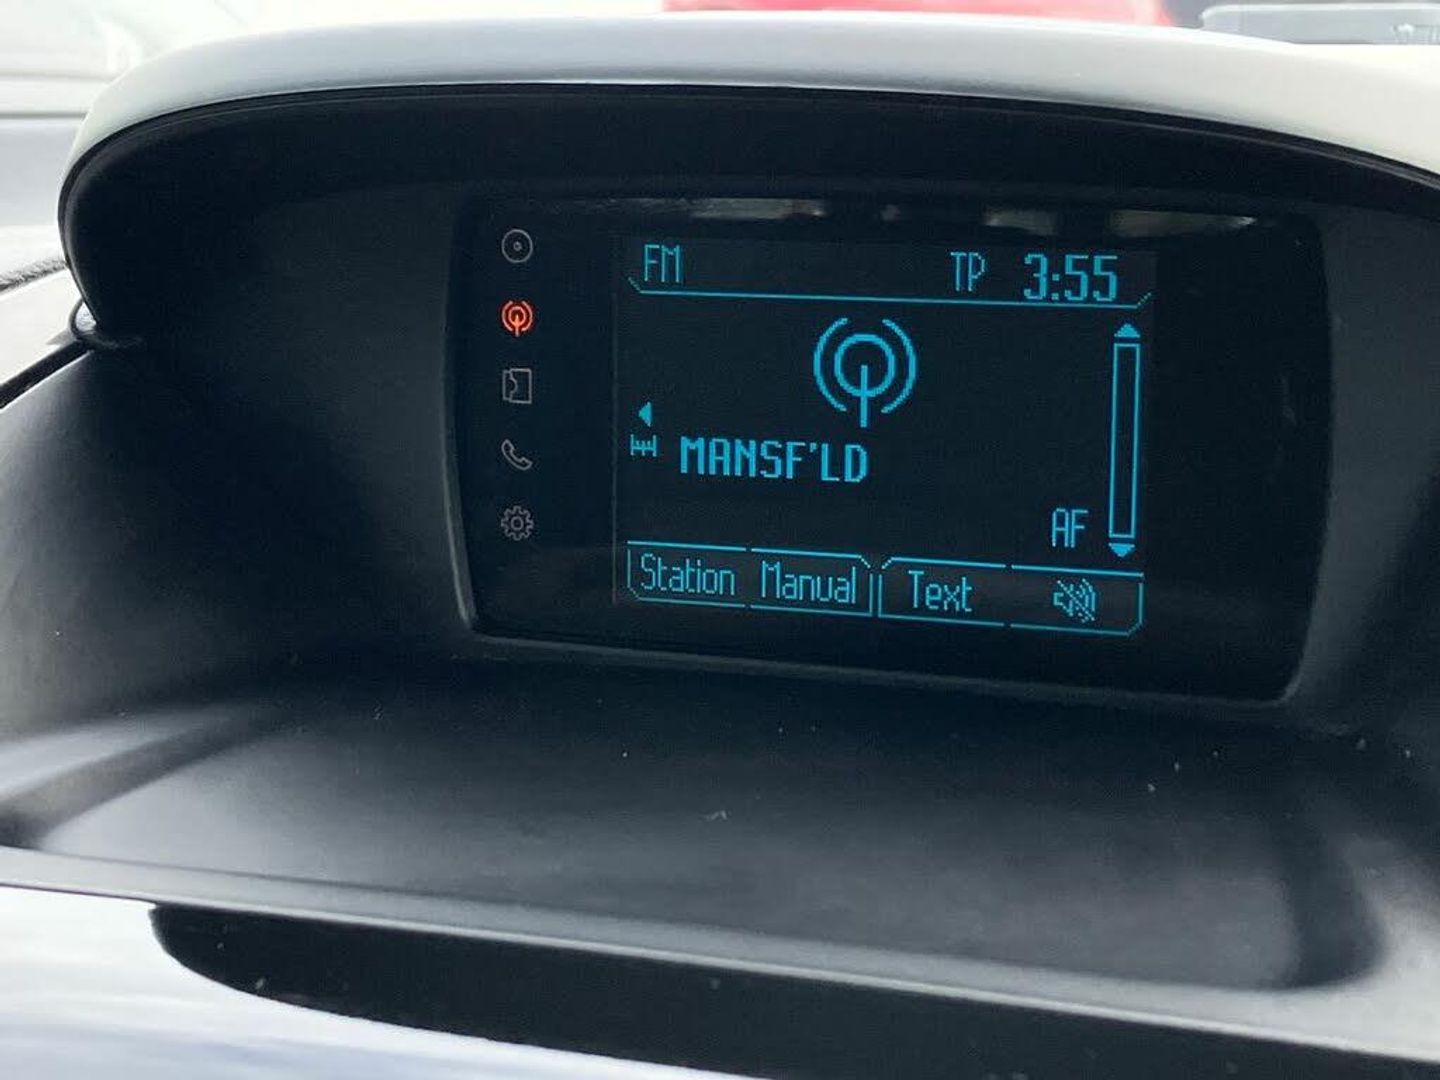 FM TP 3:55
MANSF'LD
AF
Station Manual Text